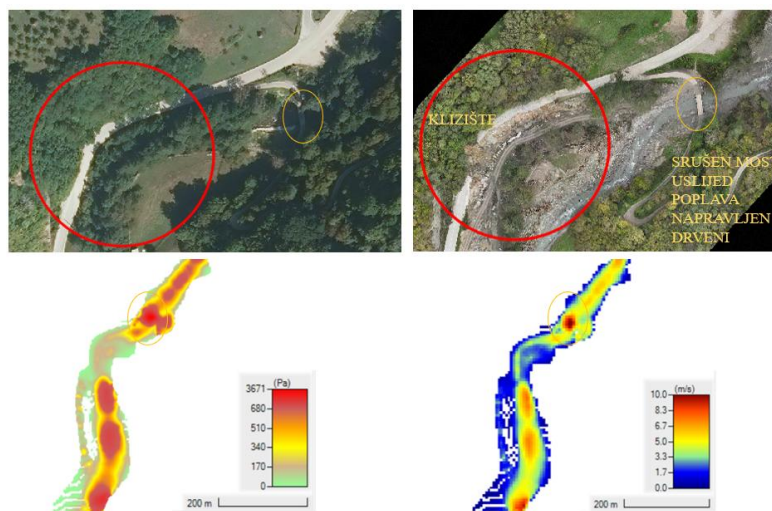 KLIZIŠTE
SRUŠEN MOST
USLIJED
POPLAVA
NAPRAVLJEN
DRVENI
(Pa)
3671
680
510
340
170
0
200 m
(m/s)
10.0
8.3
6.7
5.0
3.3
1.7
0.0
200 m